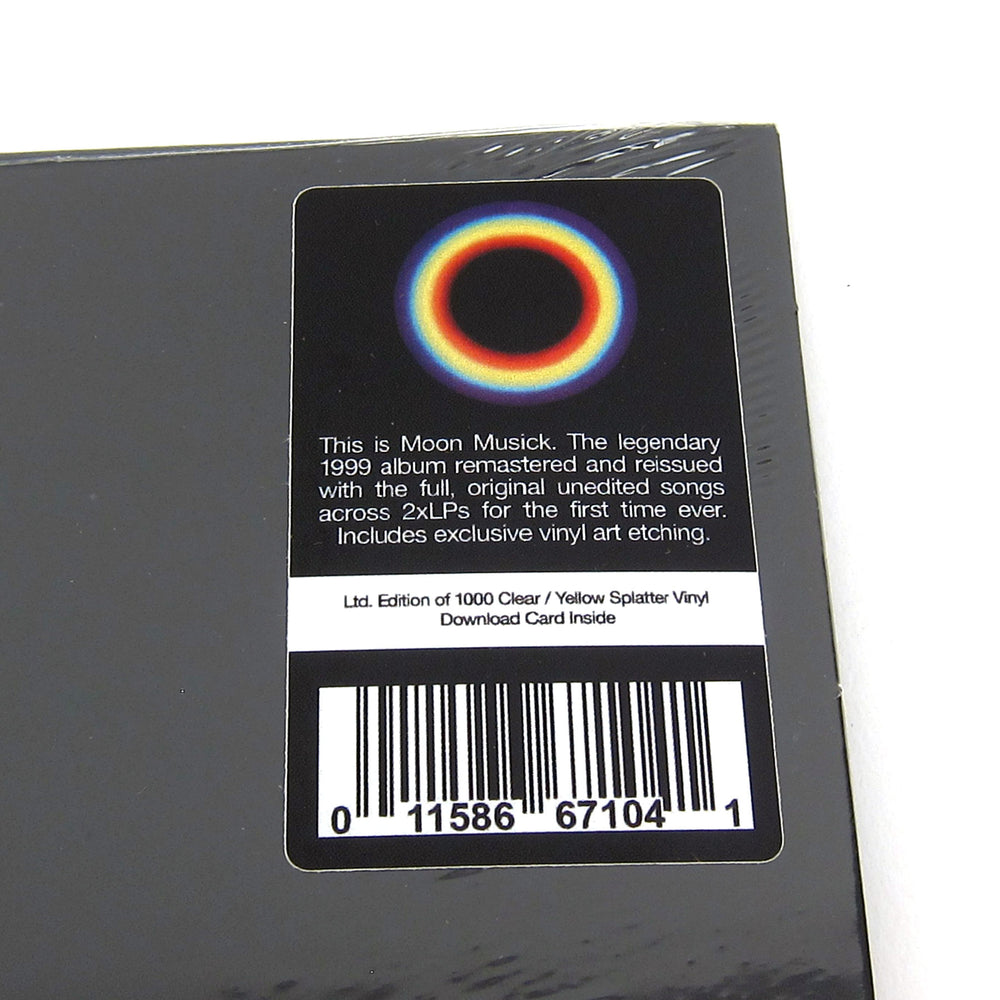 This is Moon Musick. The legendary
1999 album remastered and reissued
with the full, original unedited songs
across 2xLPs for the first time ever.
Includes exclusive vinyl art etching.
Ltd. Edition of 1000 Clear / Yellow Splatter Vinyl
Download Card Inside
0 11586 67104 1